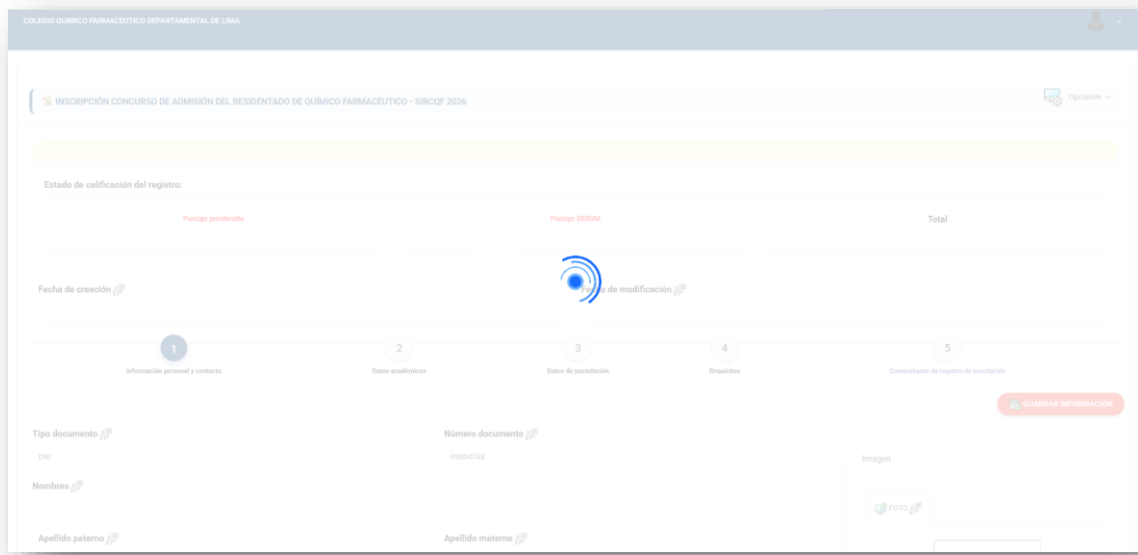 COLEGIO QUIMICO FARMACEUTICO DEPARTAMENTAL DE LIMA
INSCRIPCIÓN CONCURSO DE ADMISIÓN DEL RESIDENTADO DE QUÍMICO FARMACÉUTICO - SIRCQF 2026
Opciones
Estado de calificación del registro:
Puntaje ponderado
Puntaje SERUM
Total
Fecha de creación
Fecha de modificación
1
2
3
4
5
Información personal y contacto
Datos académicos
Datos de postulación
Requisitos
Comprobante de registro de inscripción
GUARDAR INFORMACIÓN
Tipo documento
Número documento
DNI
Imagen
Nombres
FOTO
Apellido paterno
Apellido materno